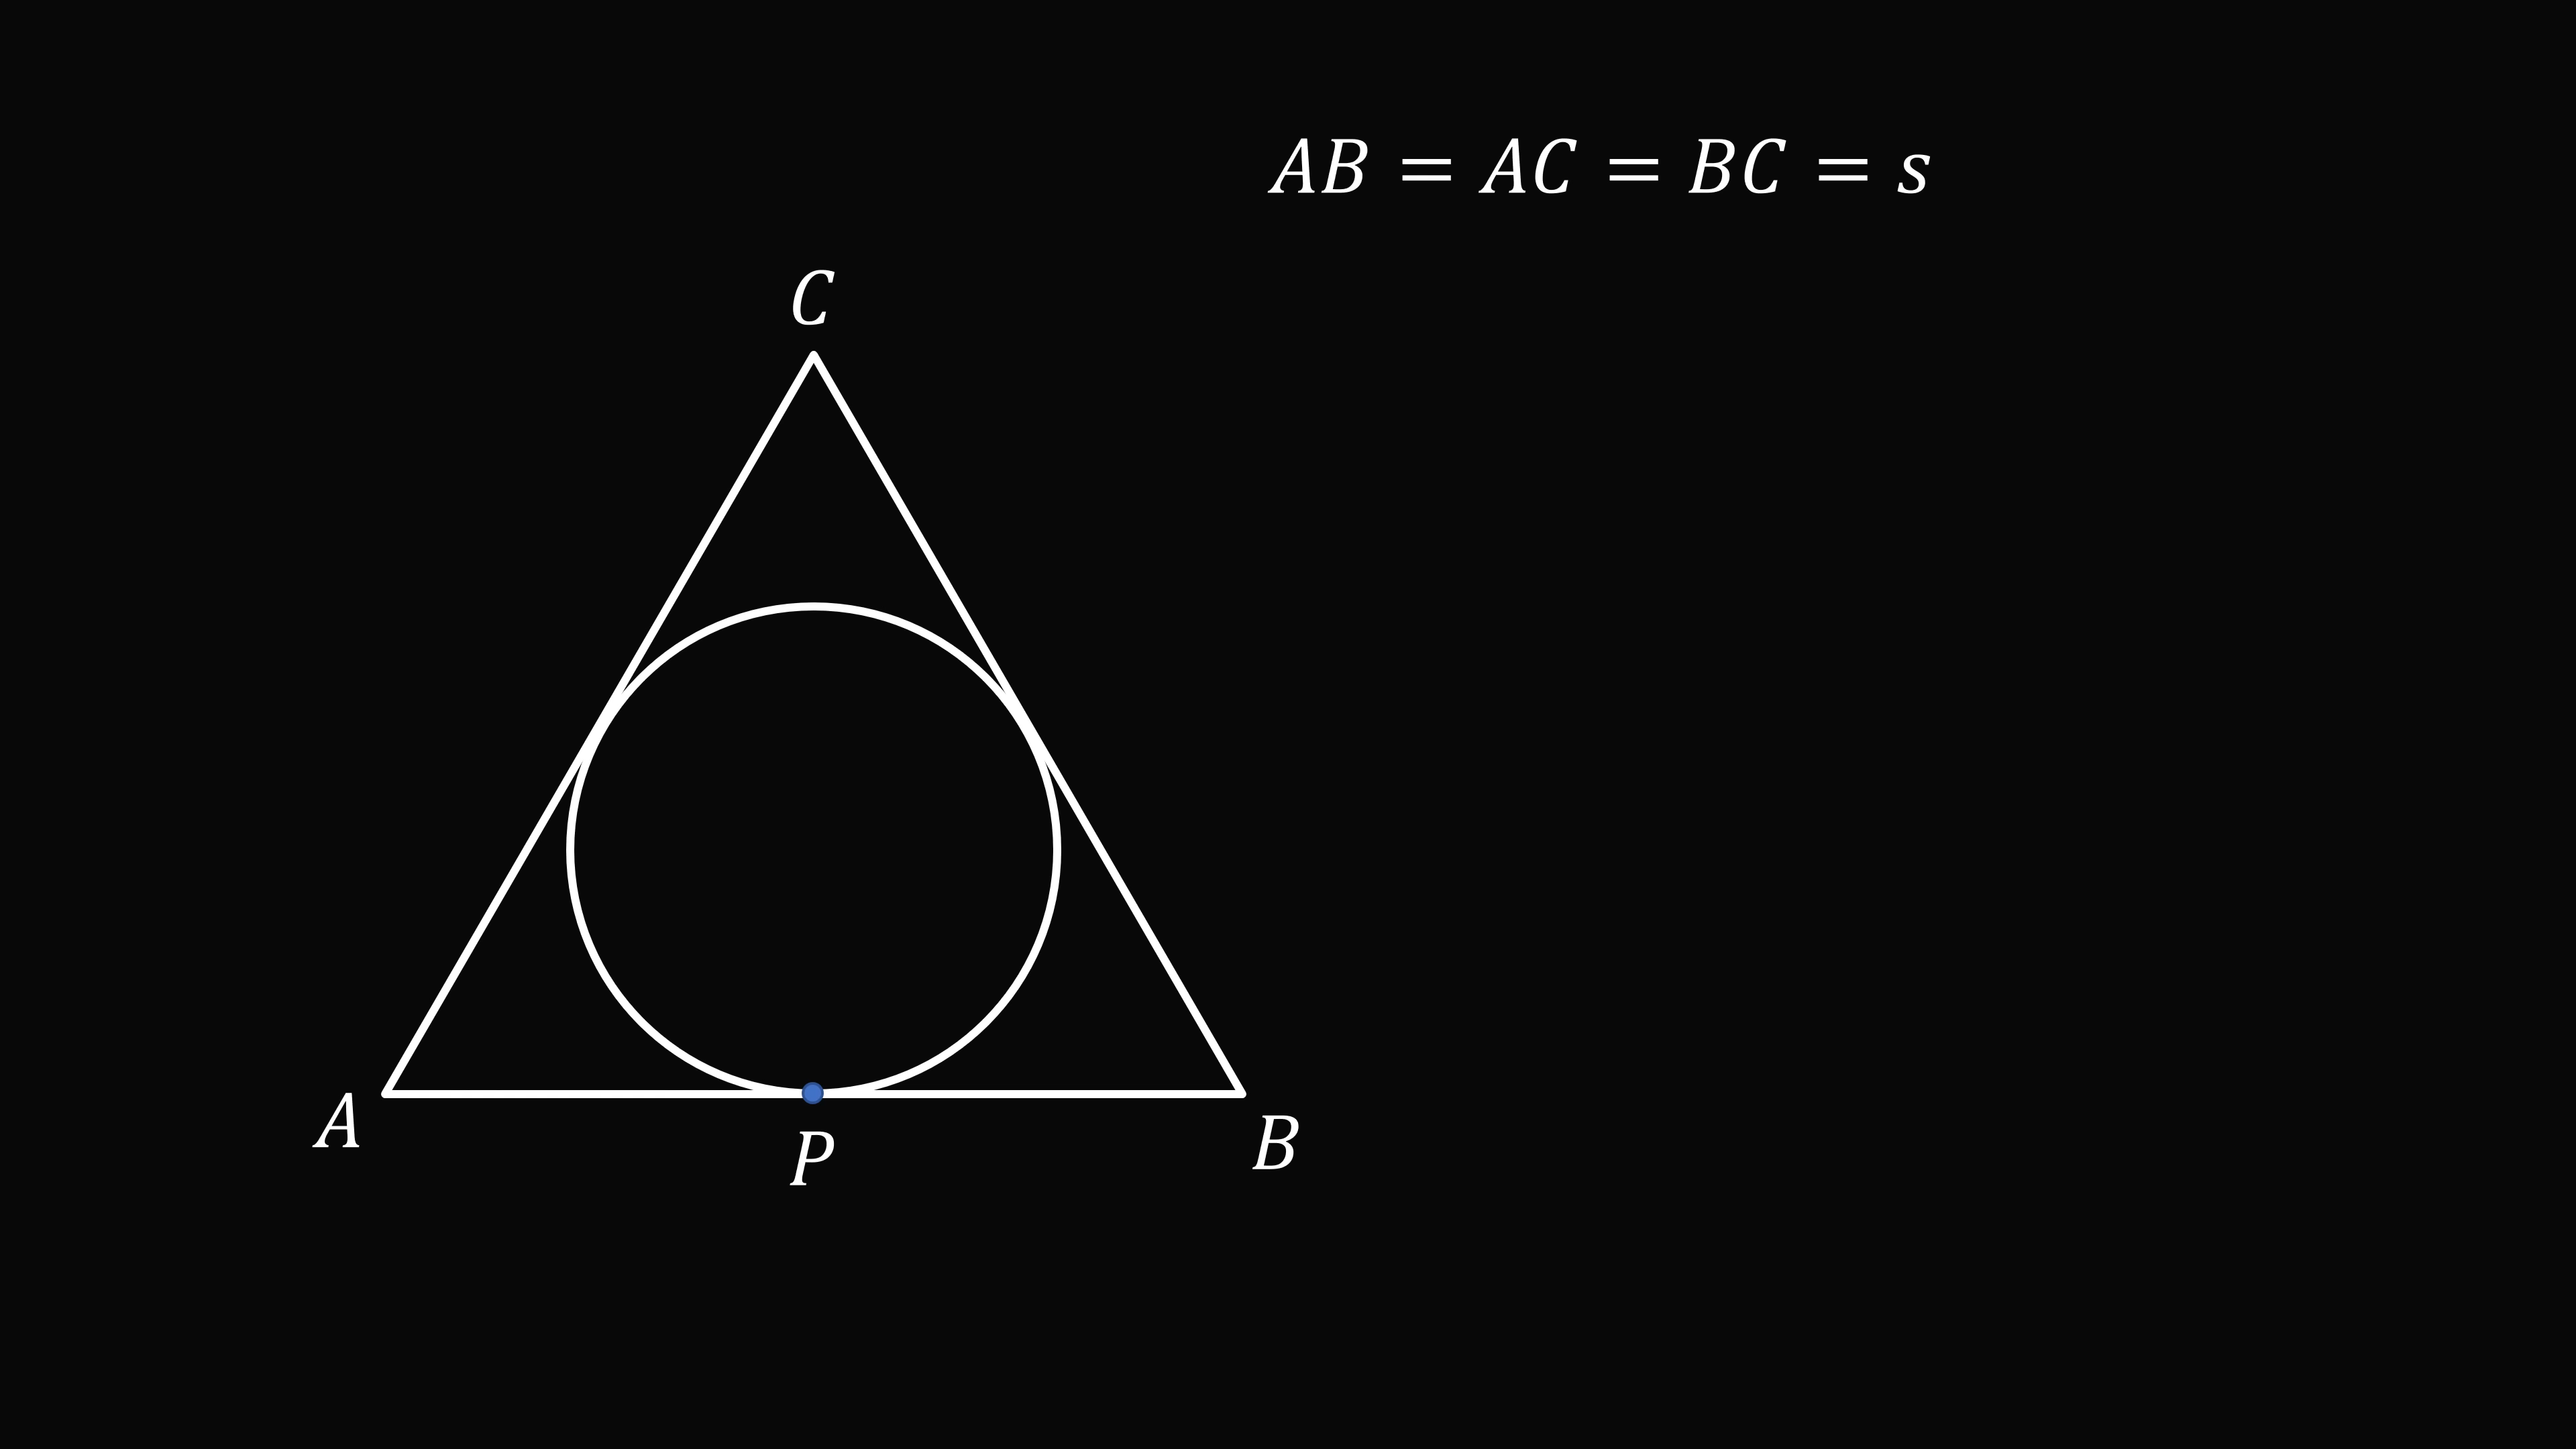 AB = AC = BC = s
C
A
P
B